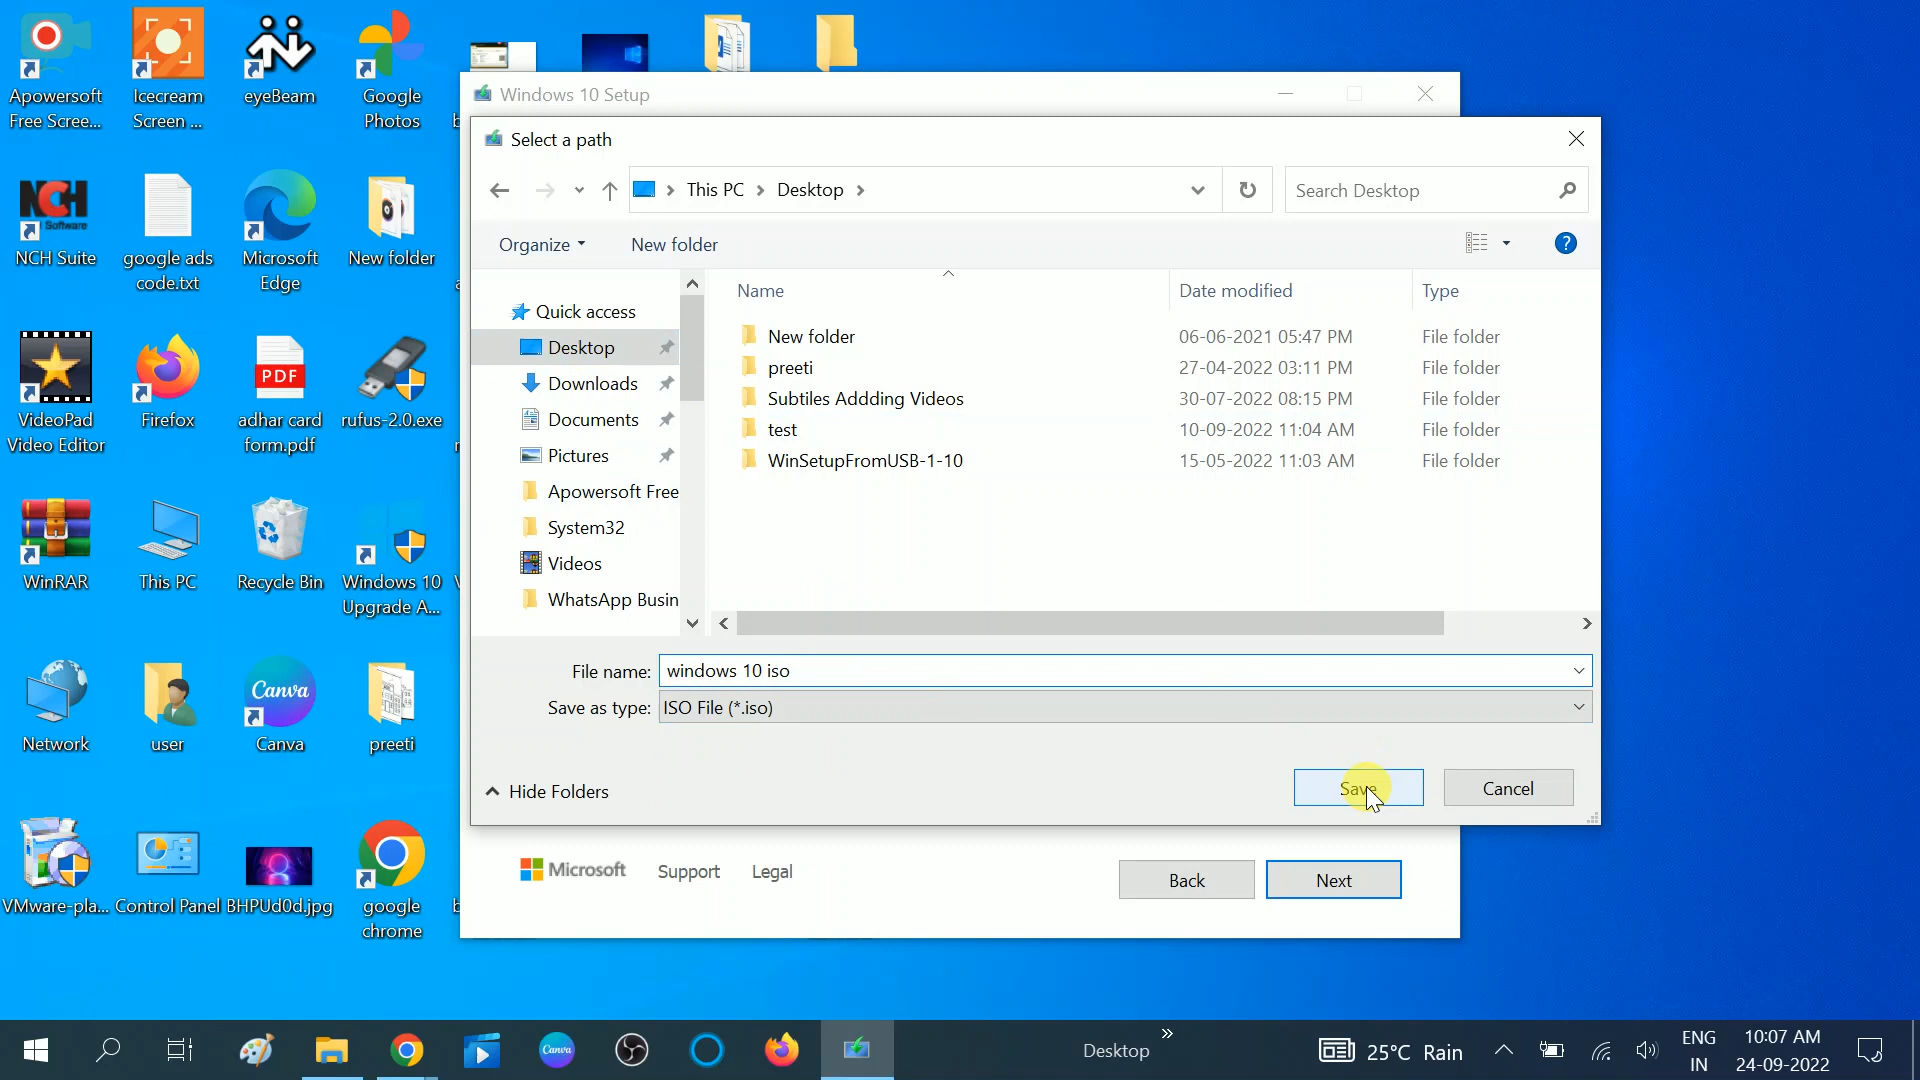 Apowersoft
Free Scree...
Icecream
Screen ...
eyeBeam
Google
Photos
NCH
Software
NCH Suite
google ads
code.txt
Microsoft
Edge
New folder
VideoPad
Video Editor
Firefox
PDF
adhar card
form.pdf
rufus-2.0.exe
WinRAR
This PC
Recycle Bin
Windows 10
Upgrade A...
Network
user
Canva
Canva
preeti
VMware-pla...
Control Panel
BHPUd0d.jpg
google
chrome
Windows 10 Setup
Select a path
This PC
Desktop
Search Desktop
Organize
New folder
?
Quick access
Desktop
Downloads
Documents
Pictures
Apowersoft Free
System32
Videos
WhatsApp Busin
Name
Date modified
Type
New folder 06-06-2021 05:47 PM File folder
preeti 27-04-2022 03:11 PM File folder
Subtiles Addding Videos 30-07-2022 08:15 PM File folder
test 10-09-2022 11:04 AM File folder
WinSetupFromUSB-1-10 15-05-2022 11:03 AM File folder
File name: windows 10 iso
Save as type: ISO File (*.iso)
Hide Folders
Save
Cancel
Microsoft
Support
Legal
Back
Next
Canva
Desktop
25°C Rain
ENG
IN
10:07 AM
24-09-2022